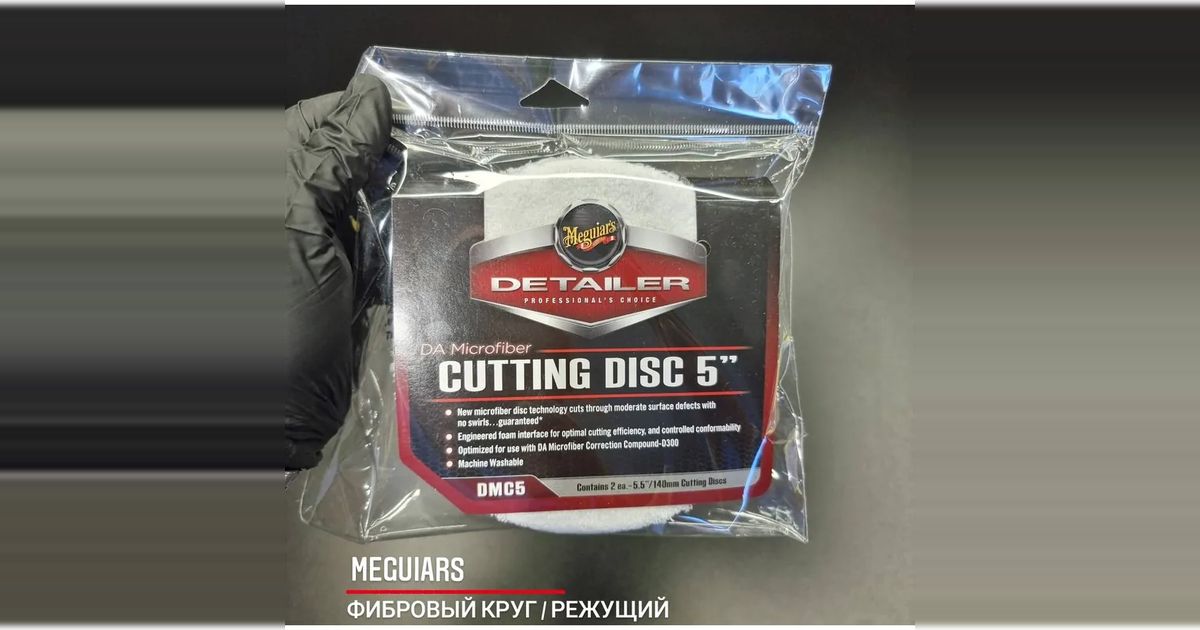 Meguiar's
DETAILER
PROFESSIONAL'S CHOICE
DA Microfiber
CUTTING DISC 5”
New microfiber disc technology cuts through moderate surface defects with
no swirls...guaranteed*
Engineered foam interface for optimal cutting efficiency, and controlled conformability
Optimized for use with DA Microfiber Correction Compound-D300
Machine Washable
DMC5
Contains 2 ea.-5.5"/140mm Cutting Discs
MEGUIARS
ФИБРОВЫЙ КРУГ / РЕЖУЩИЙ